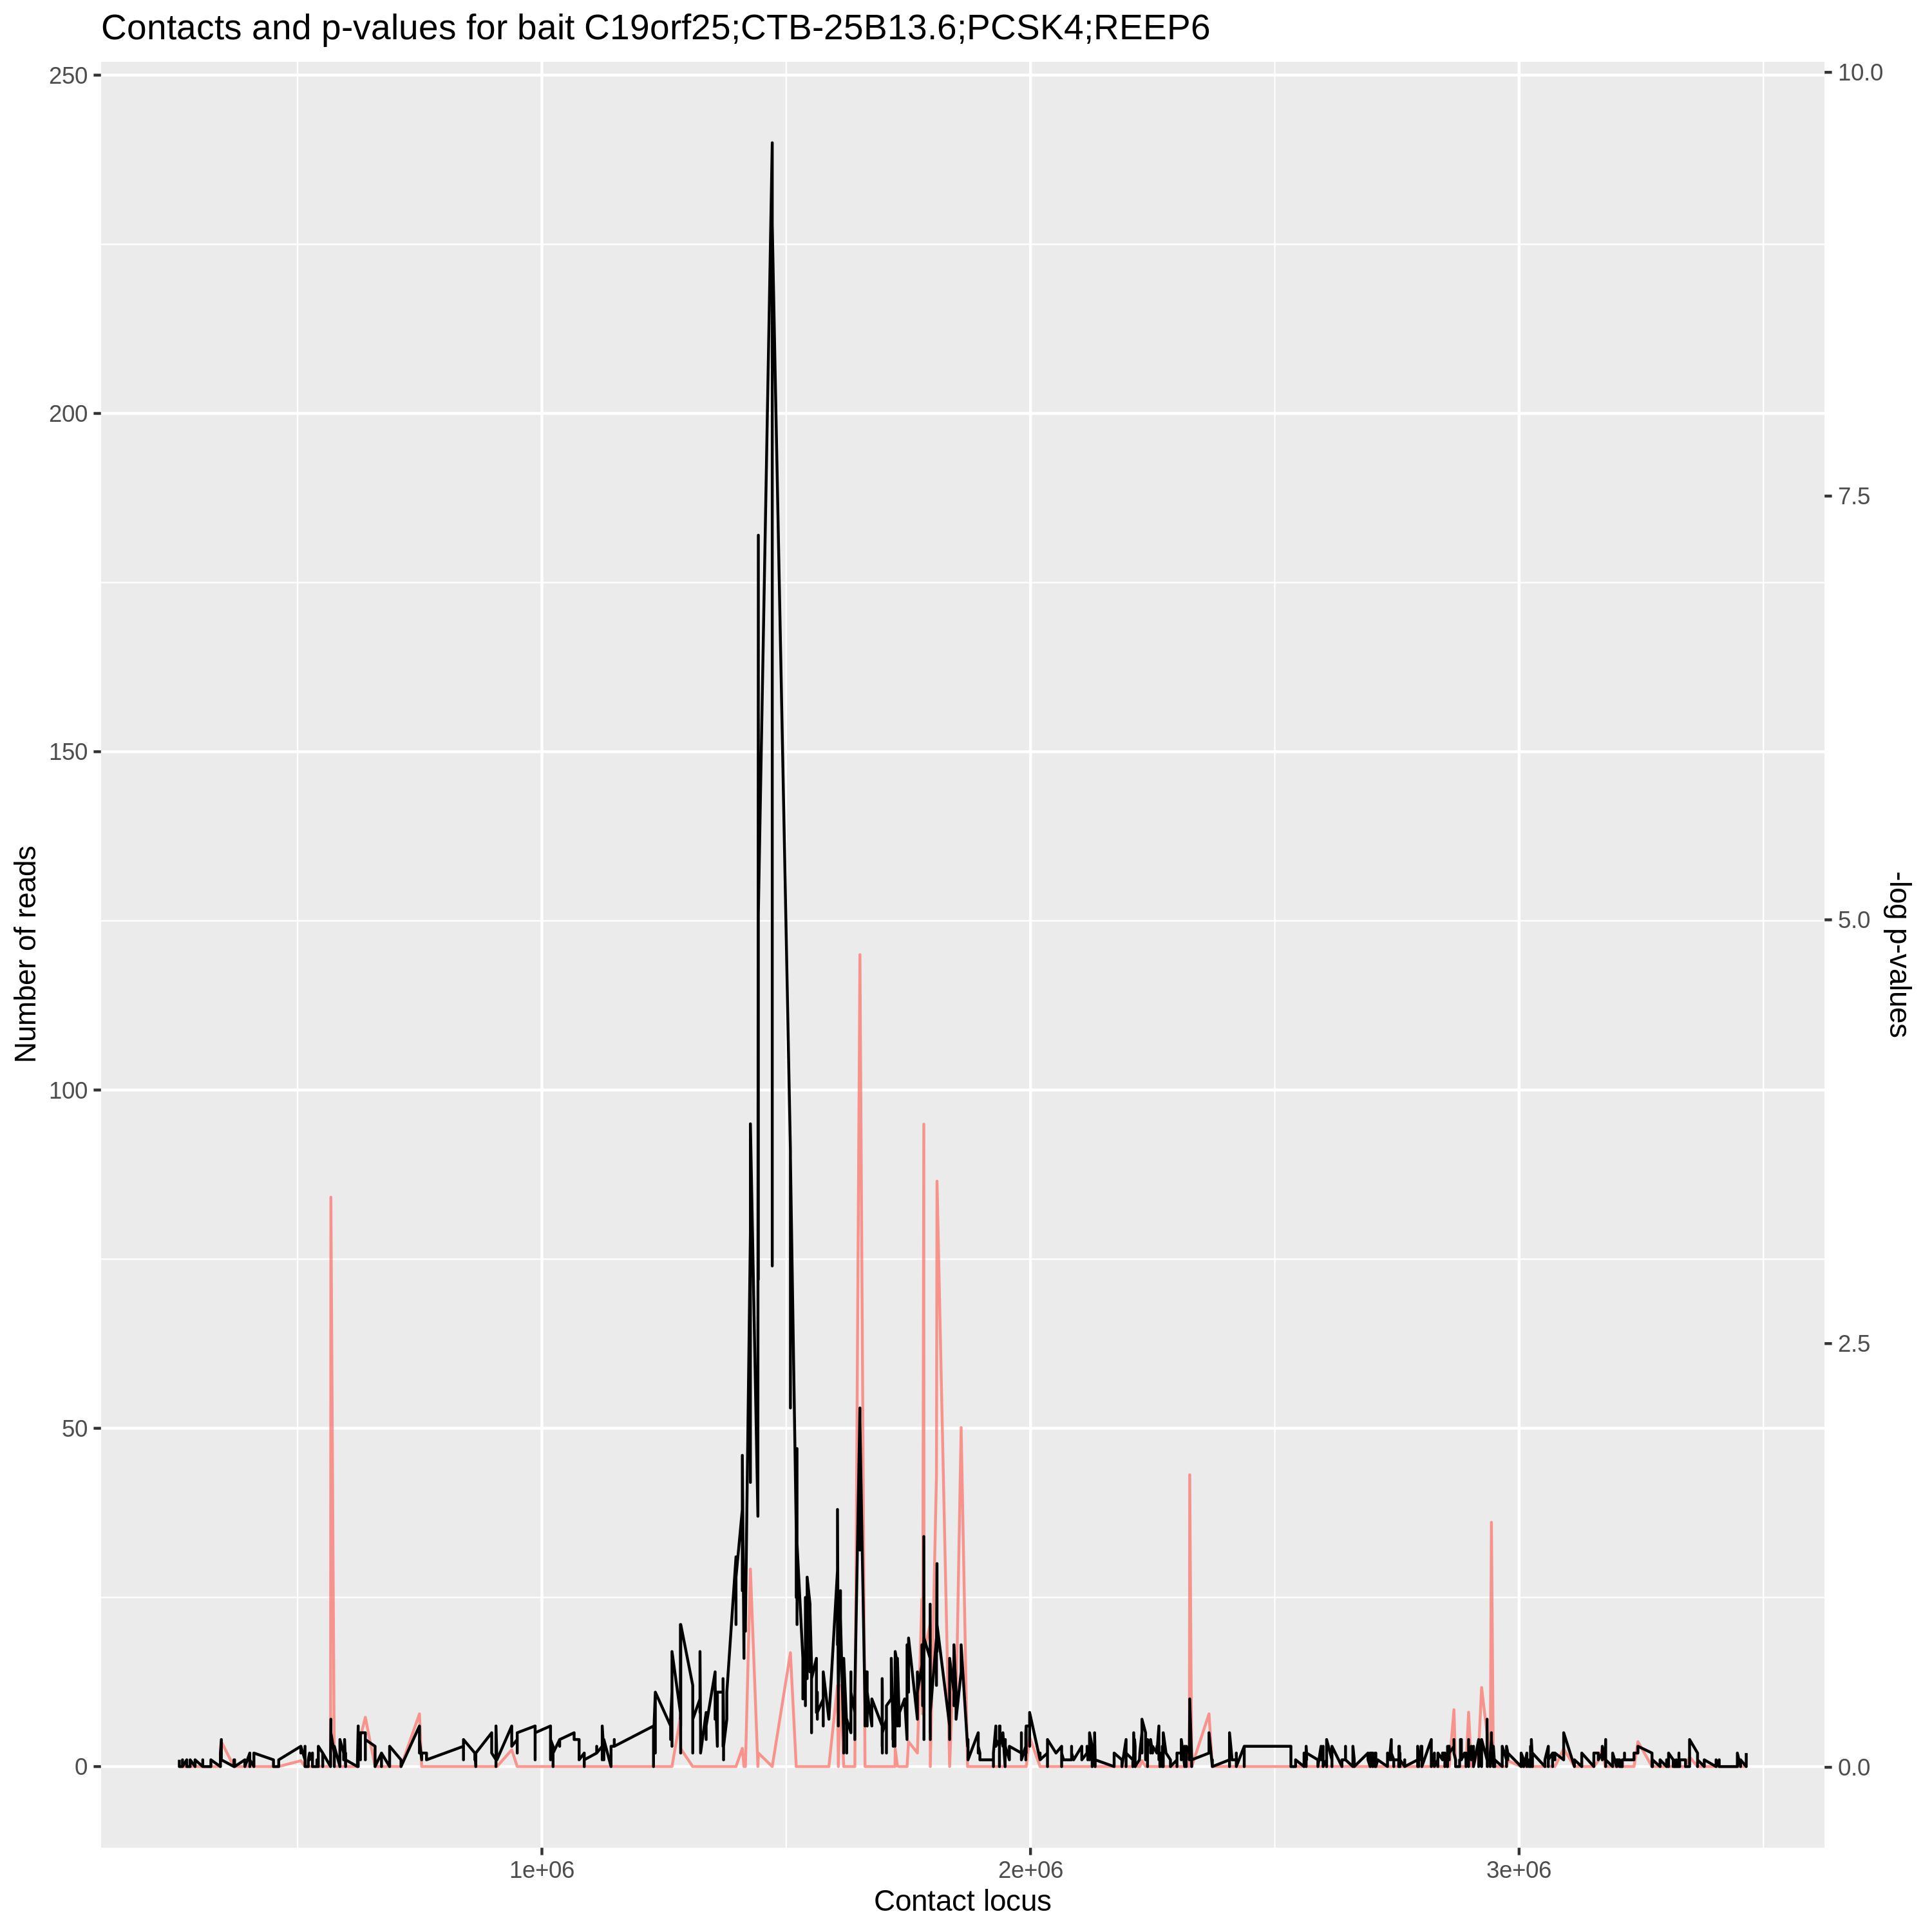 Contacts and p-values for bait C19orf25;CTB-25B13.6;PCSK4;REEP6
250
200
150
100
50
0
Number of reads
10.0
7.5
5.0
2.5
0.0
-log p-values
1e+06
2e+06
3e+06
Contact locus